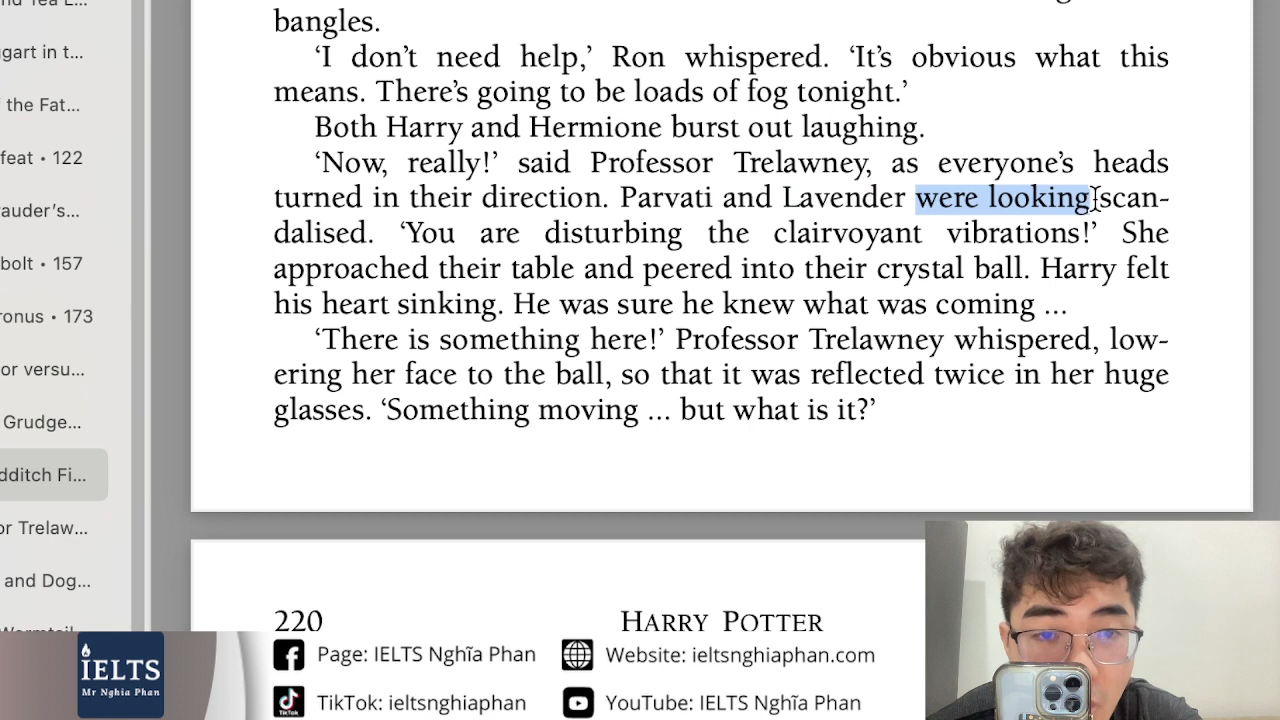 bangles.
‘I don’t need help,’ Ron whispered. ‘It’s obvious what this
means. There’s going to be loads of fog tonight.’
Both Harry and Hermione burst out laughing.
‘Now, really!’ said Professor Trelawney, as everyone’s heads
turned in their direction. Parvati and Lavender were looking scan-
dalised. ‘You are disturbing the clairvoyant vibrations!’ She
approached their table and peered into their crystal ball. Harry felt
his heart sinking. He was sure he knew what was coming …
‘There is something here!’ Professor Trelawney whispered, low-
ering her face to the ball, so that it was reflected twice in her huge
glasses. ‘Something moving … but what is it?’
220 HARRY POTTER
ggart in t...
f the Fat...
feat • 122
rauder’s...
bolt • 157
ronus • 173
or versu...
Grudge...
dditch Fi...
or Trelaw...
and Dog...
IELTS
Mr Nghia Phan
Page: IELTS Nghĩa Phan
Website: ieltsnghiaphan.com
TikTok: ieltsnghiaphan
YouTube: IELTS Nghĩa Phan